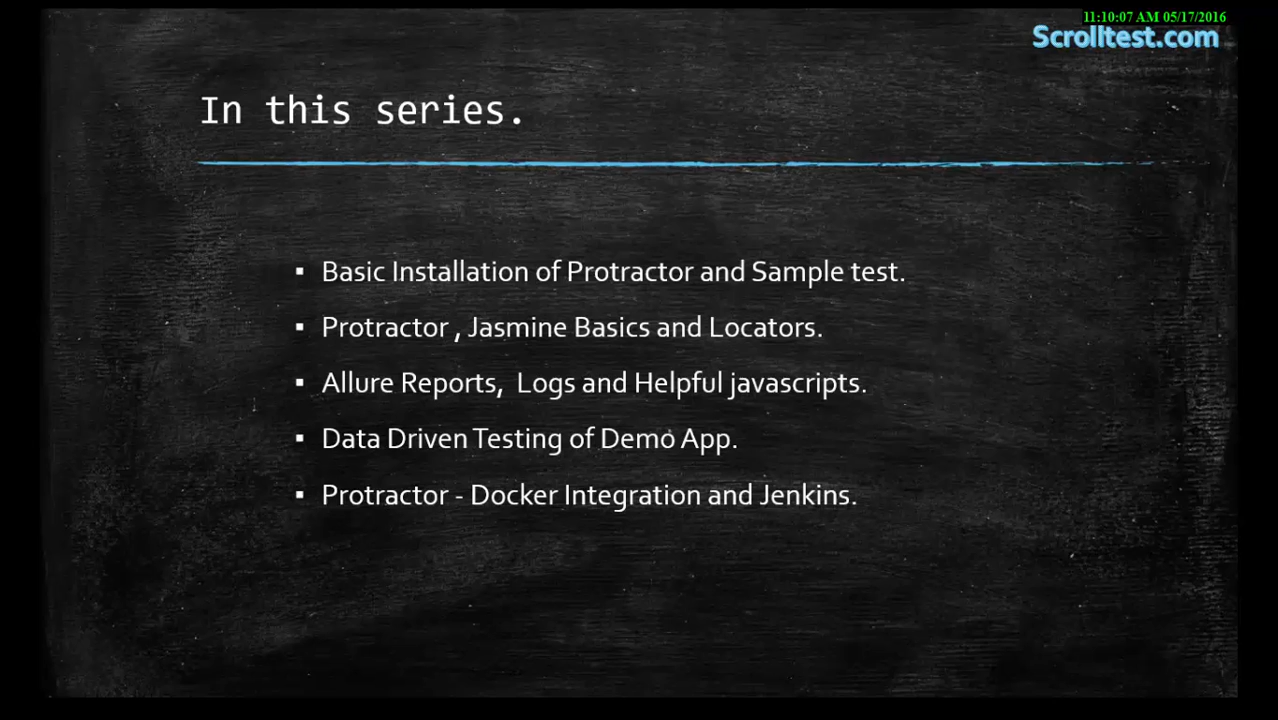 11:10:07 AM 05/17/2016
Scrolltest.com
In this series.
▪ Basic Installation of Protractor and Sample test.
▪ Protractor , Jasmine Basics and Locators.
▪ Allure Reports,  Logs and Helpful javascripts.
▪ Data Driven Testing of Demo App.
▪ Protractor - Docker Integration and Jenkins.